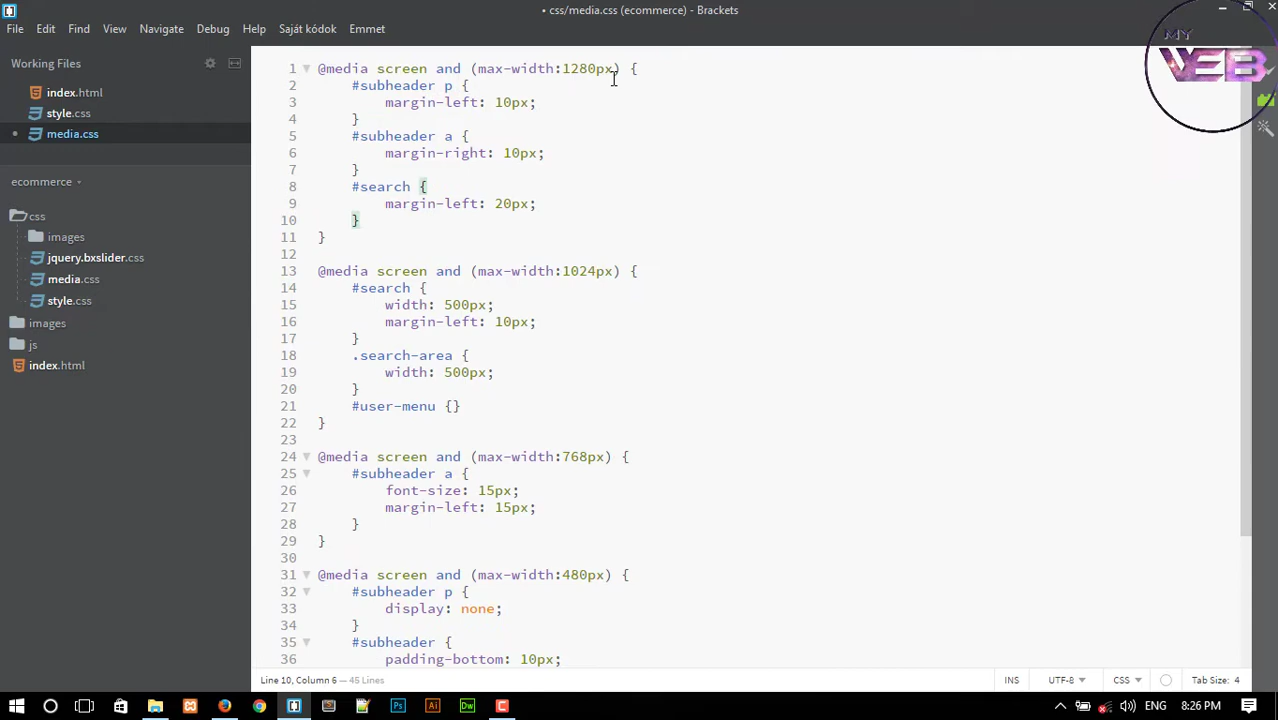 • css/media.css (ecommerce) - Brackets
File Edit Find View Navigate Debug Help Saját kódok Emmet
MY
WEB
Working Files
index.html
style.css
media.css
ecommerce
css
images
jquery.bxslider.css
media.css
style.css
images
js
index.html
1 @media screen and (max-width:1280px) {
2 #subheader p {
3 margin-left: 10px;
4 }
5 #subheader a {
6 margin-right: 10px;
7 }
8 #search {
9 margin-left: 20px;
10 }
11 }
12
13 @media screen and (max-width:1024px) {
14 #search {
15 width: 500px;
16 margin-left: 10px;
17 }
18 .search-area {
19 width: 500px;
20 }
21 #user-menu {}
22 }
23
24 @media screen and (max-width:768px) {
25 #subheader a {
26 font-size: 15px;
27 margin-left: 15px;
28 }
29 }
30
31 @media screen and (max-width:480px) {
32 #subheader p {
33 display: none;
34 }
35 #subheader {
36 padding-bottom: 10px;
Line 10, Column 6 — 45 Lines
INS UTF-8 CSS Tab Size: 4
Ps Ai Dw
ENG 8:26 PM